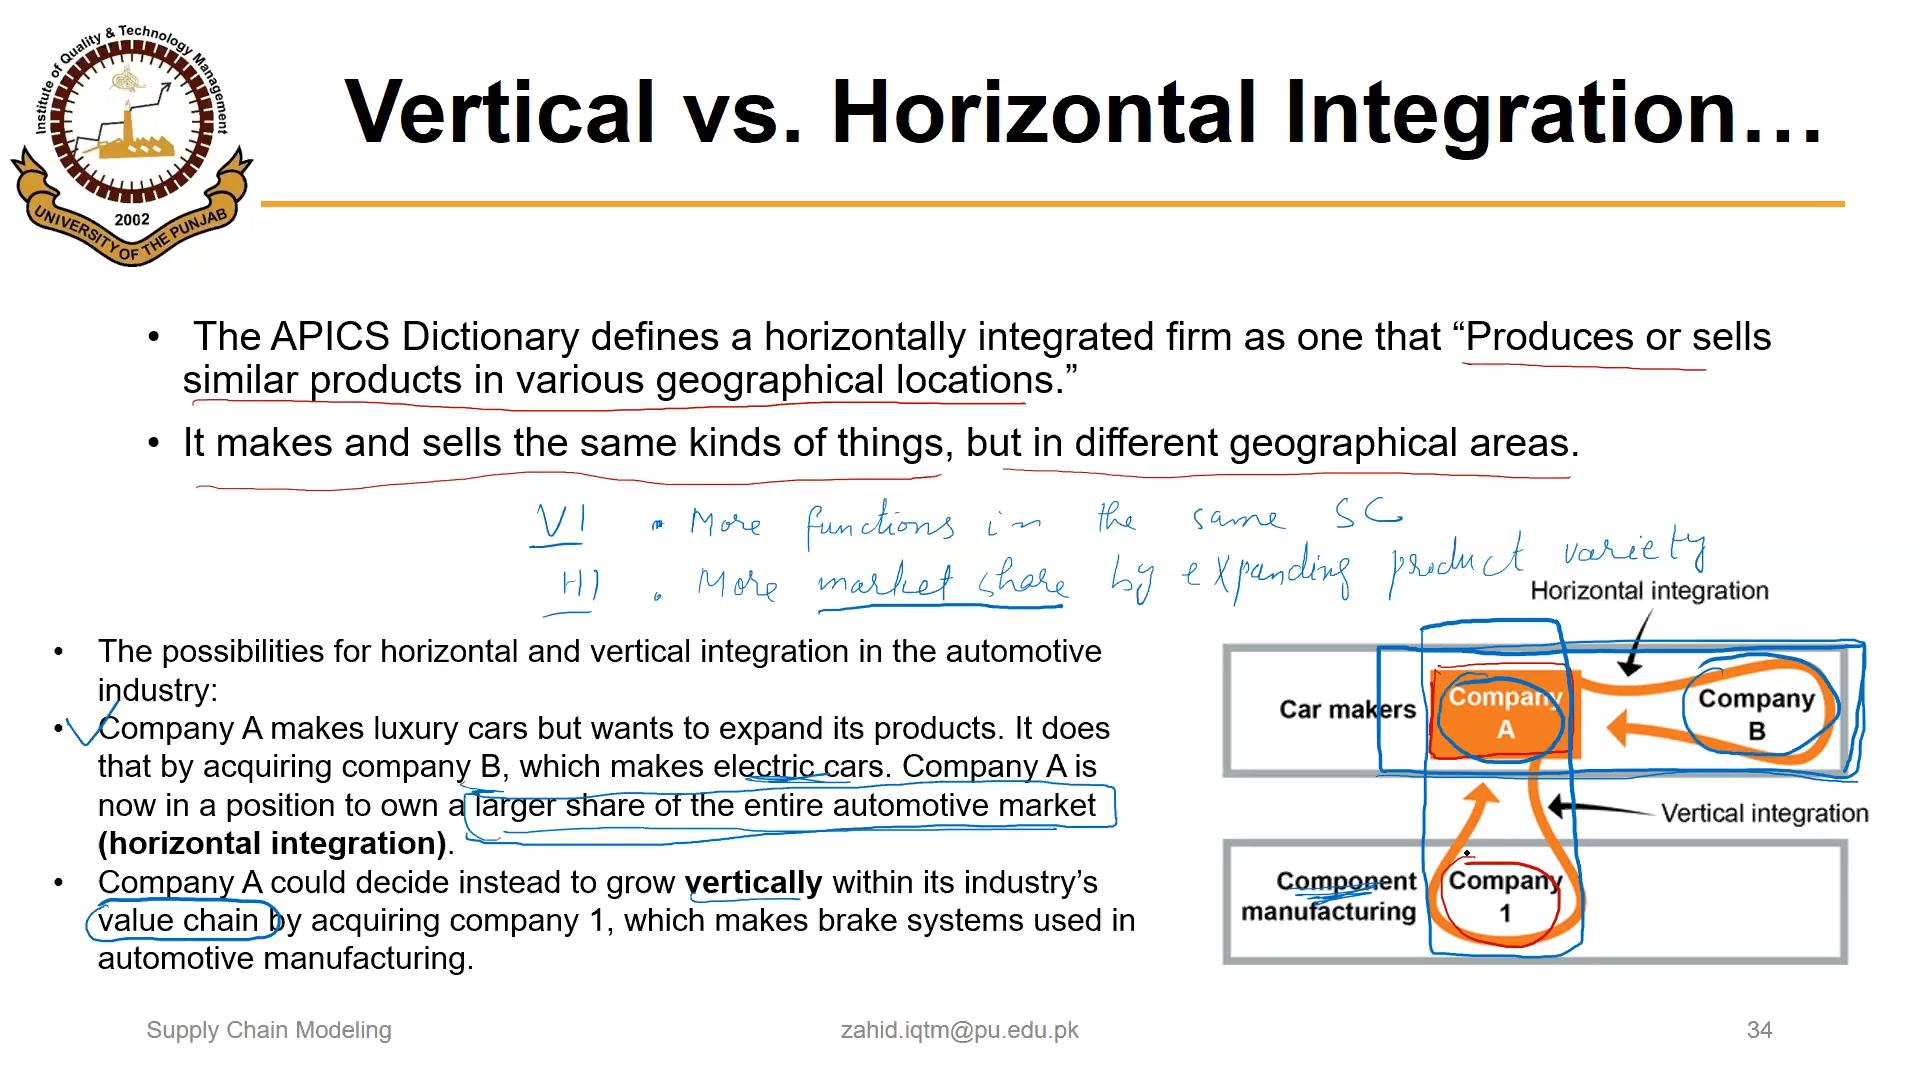 Institute of Quality & Technology Management
2002
UNIVERSITY OF THE PUNJAB
Vertical vs. Horizontal Integration…
• The APICS Dictionary defines a horizontally integrated firm as one that “Produces or sells
similar products in various geographical locations.”
• It makes and sells the same kinds of things, but in different geographical areas.
VI • More functions in the same SC
HI • More market share by expanding product variety
• The possibilities for horizontal and vertical integration in the automotive
industry:
• Company A makes luxury cars but wants to expand its products. It does
that by acquiring company B, which makes electric cars. Company A is
now in a position to own a larger share of the entire automotive market
(horizontal integration).
• Company A could decide instead to grow vertically within its industry’s
value chain by acquiring company 1, which makes brake systems used in
automotive manufacturing.
Horizontal integration
Car makers
Company
A
Company
B
Vertical integration
Component
manufacturing
Company
1
Supply Chain Modeling
zahid.iqtm@pu.edu.pk
34